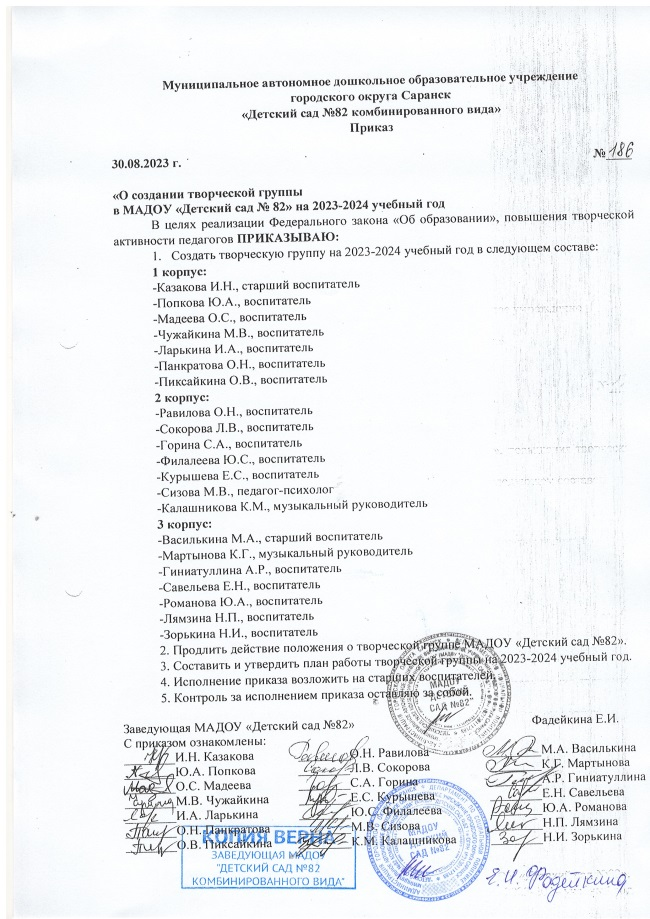 Муниципальное автономное дошкольное образовательное учреждение
городского округа Саранск
«Детский сад №82 комбинированного вида»
Приказ
№ 186
30.08.2023 г.
«О создании творческой группы
в МАДОУ «Детский сад № 82» на 2023-2024 учебный год
В целях реализации Федерального закона «Об образовании», повышения творческой
активности педагогов ПРИКАЗЫВАЮ:
1. Создать творческую группу на 2023-2024 учебный год в следующем составе:
1 корпус:
-Казакова И.Н., старший воспитатель
-Попкова Ю.А., воспитатель
-Мадеева О.С., воспитатель
-Чужайкина М.В., воспитатель
-Ларькина И.А., воспитатель
-Панкратова О.Н., воспитатель
-Пиксайкина О.В., воспитатель
2 корпус:
-Равилова О.Н., воспитатель
-Сокорова Л.В., воспитатель
-Горина С.А., воспитатель
-Филалеева Ю.С., воспитатель
-Курышева Е.С., воспитатель
-Сизова М.В., педагог-психолог
-Калашникова К.М., музыкальный руководитель
3 корпус:
-Василькина М.А., старший воспитатель
-Мартынова К.Г., музыкальный руководитель
-Гиниатуллина А.Р., воспитатель
-Савельева Е.Н., воспитатель
-Романова Ю.А., воспитатель
-Лямзина Н.П., воспитатель
-Зорькина Н.И., воспитатель
2. Продлить действие положения о творческой группе МАДОУ «Детский сад №82».
3. Составить и утвердить план работы творческой группы на 2023-2024 учебный год.
4. Исполнение приказа возложить на старших воспитателей.
5. Контроль за исполнением приказа оставляю за собой.
МАДОУ
"ДЕТСКИЙ
САД №82"
Заведующая МАДОУ «Детский сад №82» Фадейкина Е.И.
С приказом ознакомлены:
И.Н. Казакова О.Н. Равилова М.А. Василькина
Ю.А. Попкова Л.В. Сокорова К.Г. Мартынова
О.С. Мадеева С.А. Горина А.Р. Гиниатуллина
М.В. Чужайкина Е.С. Курышева Е.Н. Савельева
И.А. Ларькина Ю.С. Филалеева Ю.А. Романова
О.Н. Панкратова М.В. Сизова Н.П. Лямзина
О.В. Пиксайкина К.М. Калашникова Н.И. Зорькина
КОПИЯ ВЕРНА
ЗАВЕДУЮЩАЯ МАДОУ
"ДЕТСКИЙ САД №82
КОМБИНИРОВАННОГО ВИДА"
МАДОУ
САД №82
Е.И. Фадейкина